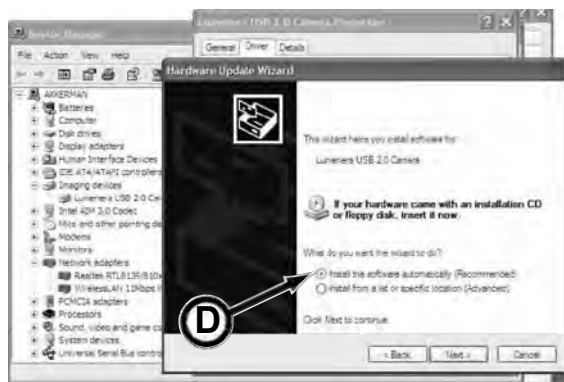 Device Manager
File Action View Help
AKKERMAN
Batteries
Computer
Disk drives
Display adapters
Human Interface Devices
IDE ATA/ATAPI controllers
Imaging devices
Lumenera USB 2.0 Ca
Intel AIM 3.0 Codec
Mice and other pointing de
Modems
Monitors
Network adapters
Realtek RTL8139/810x
WirelessLAN 11Mbps
PCMCIA adapters
Processors
Sound, video and game co
System devices
Universal Serial Bus contro
Lumenera USB 2.0 Camera Properties
General Driver Details
Hardware Update Wizard
This wizard helps you install software for:
Lumenera USB 2.0 Camera
If your hardware came with an installation CD
or floppy disk, insert it now.
What do you want the wizard to do?
Install the software automatically (Recommended)
Install from a list or specific location (Advanced)
Click Next to continue.
< Back Next > Cancel
D